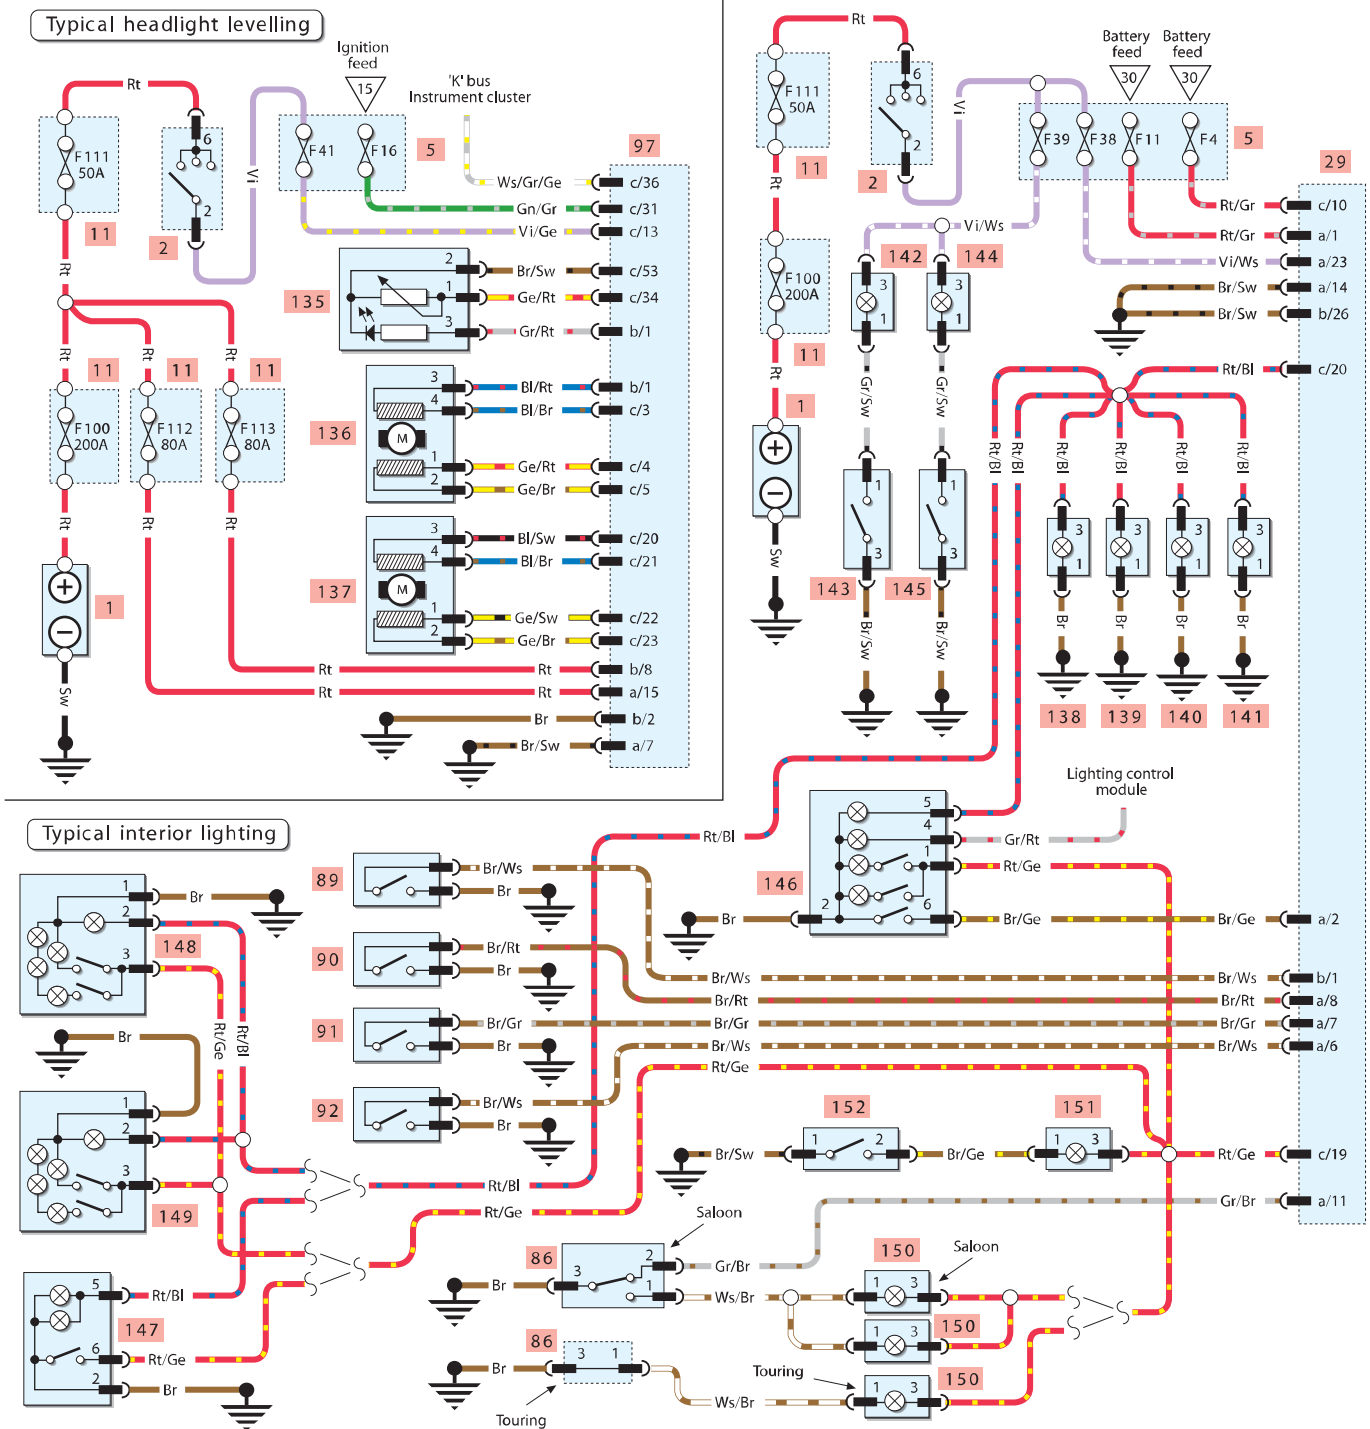 Typical headlight levelling
Rt
Ignition
feed
15
'K' bus
Instrument cluster
F111
50A
6
2
11
2
Vi
F41
F16
5
97
Ws/Gr/Ge
c/36
Gn/Gr
c/31
Vi/Ge
c/13
Rt
135
2
1
3
Br/Sw
c/53
Ge/Rt
c/34
Gr/Rt
b/1
Rt
Rt
Rt
11
11
11
F100
200A
F112
80A
F113
80A
136
3
4
M
1
2
Bl/Rt
b/1
Bl/Br
c/3
Ge/Rt
c/4
Ge/Br
c/5
Rt
Rt
Rt
137
3
4
M
1
2
Bl/Sw
c/20
Bl/Br
c/21
Ge/Sw
c/22
Ge/Br
c/23
1
Sw
Rt
Rt
b/8
Rt
Rt
a/15
Br
b/2
Br/Sw
a/7
Rt
Battery
feed
Battery
feed
30
30
F111
50A
6
2
Vi
F39
F38
F11
F4
5
11
2
29
Rt
Rt/Gr
c/10
Rt/Gr
a/1
Vi/Ws
Vi/Ws
a/23
Br/Sw
a/14
Br/Sw
b/26
F100
200A
142
144
3
1
3
1
11
Rt
Rt/Bl
c/20
Gr/Sw
Gr/Sw
1
Rt/Bl
Rt/Bl
Rt/Bl
Rt/Bl
Rt/Bl
Rt/Bl
1
3
1
3
3
1
3
1
3
1
3
1
Sw
143
145
Br/Sw
Br/Sw
Br
Br
Br
Br
138
139
140
141
Lighting control
module
Typical interior lighting
Rt/Bl
146
5
4
1
6
2
Gr/Rt
Rt/Ge
Br
Br/Ge
Br/Ge
a/2
89
Br/Ws
Br
90
Br/Rt
Br
91
Br/Gr
Br
92
Br/Ws
Br
Br/Ws
Br/Ws
b/1
Br/Rt
Br/Rt
a/8
Br/Gr
Br/Gr
a/7
Br/Ws
Br/Ws
a/6
Rt/Ge
1
2
3
Br
148
Rt/Ge
Rt/Bl
Br
1
2
3
149
152
1
2
151
1
3
Br/Sw
Br/Ge
Rt/Ge
c/19
Rt/Bl
Rt/Ge
Gr/Br
a/11
Saloon
86
3
2
1
Br
Gr/Br
Ws/Br
150
Saloon
1
3
1
3
150
5
6
2
147
Rt/Bl
Rt/Ge
Br
86
3
1
Br
Touring
Touring
Ws/Br
1
3
150